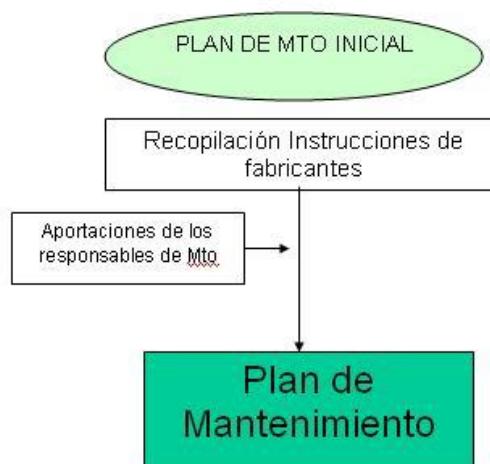 PLAN DE MTO INICIAL
Recopilación Instrucciones de
fabricantes
Aportaciones de los
responsables de Mto
Plan de
Mantenimiento